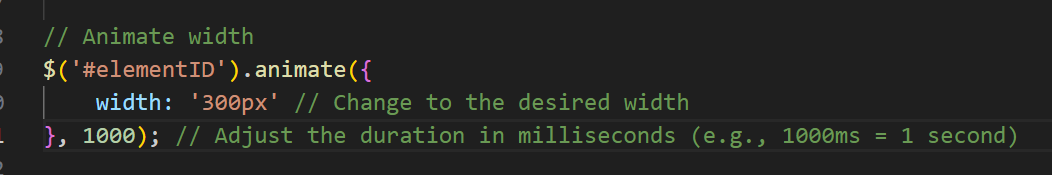 // Animate width
$('#elementID').animate({
    width: '300px' // Change to the desired width
}, 1000); // Adjust the duration in milliseconds (e.g., 1000ms = 1 second)